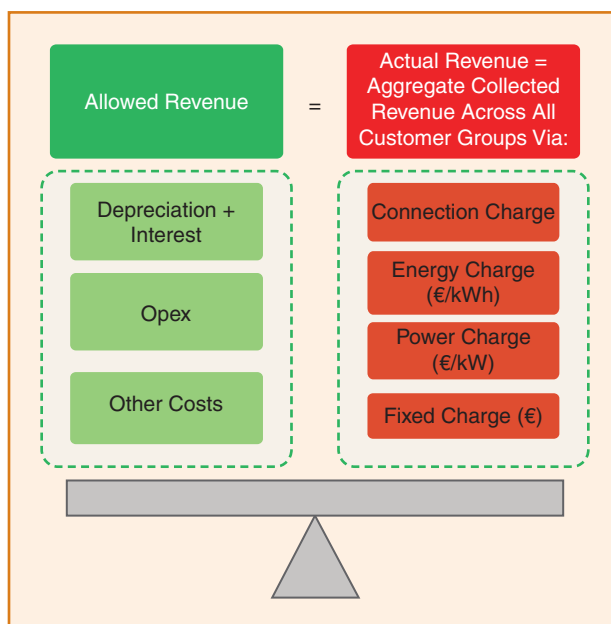 Allowed Revenue
=
Actual Revenue =
Aggregate Collected
Revenue Across All
Customer Groups Via:
Depreciation +
Interest
Opex
Other Costs
Connection Charge
Energy Charge
(€/kWh)
Power Charge
(€/kW)
Fixed Charge (€)